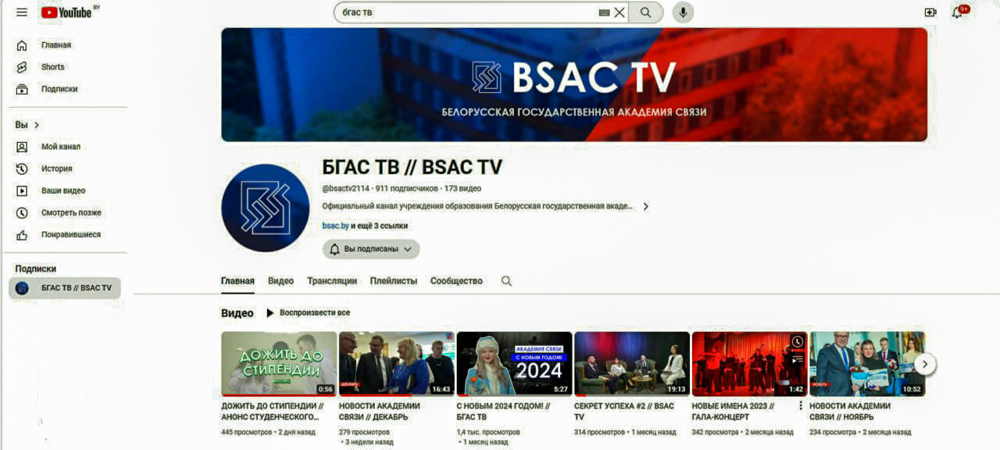 YouTube BY
бгас тв
9+
Главная
Shorts
Подписки
Вы
Мой канал
История
Ваши видео
Смотреть позже
Понравившиеся
Подписки
БГАС ТВ // BSAC TV
BSAC TV
БЕЛОРУССКАЯ ГОСУДАРСТВЕННАЯ АКАДЕМИЯ СВЯЗИ
БГАС ТВ // BSAC TV
@bsactv2114 · 911 подписчиков · 173 видео
Официальный канал учреждения образования Белорусская государственная акаде...
bsac.by и ещё 3 ссылки
Вы подписаны
Главная Видео Трансляции Плейлисты Сообщество
Видео Воспроизвести все
ДОЖИТЬ ДО
СТИПЕНДИИ
АНОНС
0:56
ДОЖИТЬ ДО СТИПЕНДИИ //
АНОНС СТУДЕНЧЕСКОГО...
445 просмотров • 2 дня назад
ДЕКАБРЬ
16:43
НОВОСТИ АКАДЕМИИ
СВЯЗИ // ДЕКАБРЬ
279 просмотров
• 3 недели назад
АКАДЕМИЯ СВЯЗИ
С НОВЫМ ГОДОМ!
2024
5:27
С НОВЫМ 2024 ГОДОМ! //
БГАС ТВ
1,4 тыс. просмотров
• 1 месяц назад
19:13
СЕКРЕТ УСПЕХА #2 // BSAC
TV
314 просмотров • 1 месяц назад
1:42
НОВЫЕ ИМЕНА 2023 //
ГАЛА-КОНЦЕРТ
342 просмотра • 2 месяца назад
НОЯБРЬ
10:52
НОВОСТИ АКАДЕМИИ
СВЯЗИ // НОЯБРЬ
234 просмотра • 2 месяца назад